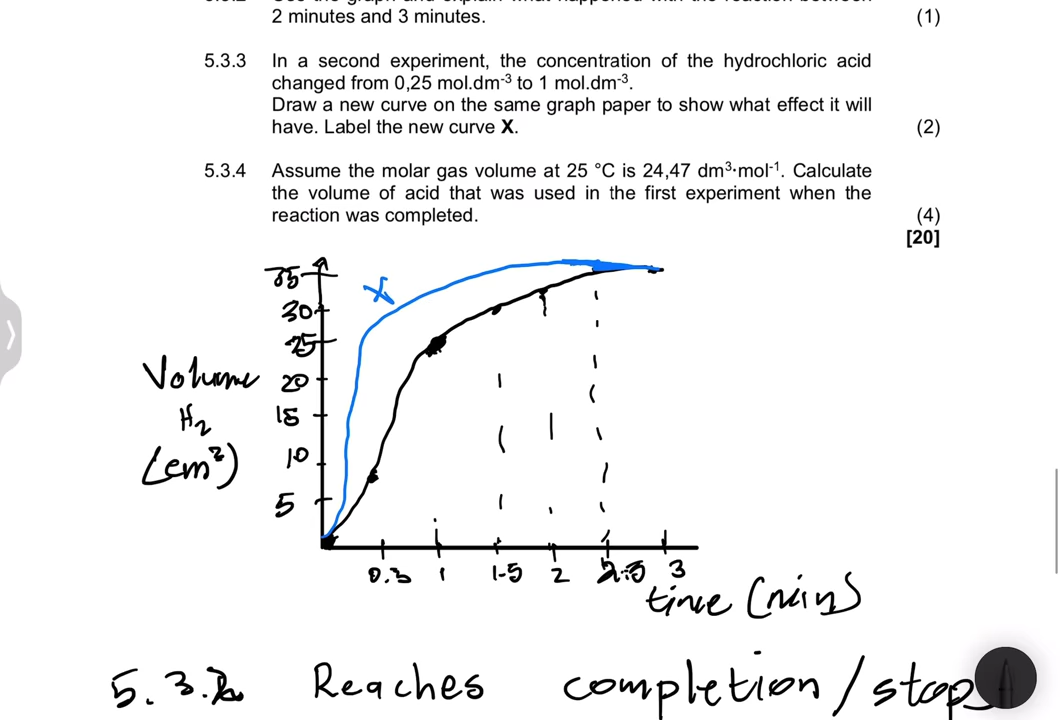 2 minutes and 3 minutes. (1)
5.3.3 In a second experiment, the concentration of the hydrochloric acid
changed from 0,25 mol.dm-3 to 1 mol.dm-3.
Draw a new curve on the same graph paper to show what effect it will
have. Label the new curve X. (2)
5.3.4 Assume the molar gas volume at 25 °C is 24,47 dm3·mol-1. Calculate
the volume of acid that was used in the first experiment when the
reaction was completed. (4)
[20]
35
X
30
25
Volume 20
H2 15
(cm3) 10
5
0.3 1 1.5 2 2.5 3
time (min)
5.3.2 Reaches completion / stop